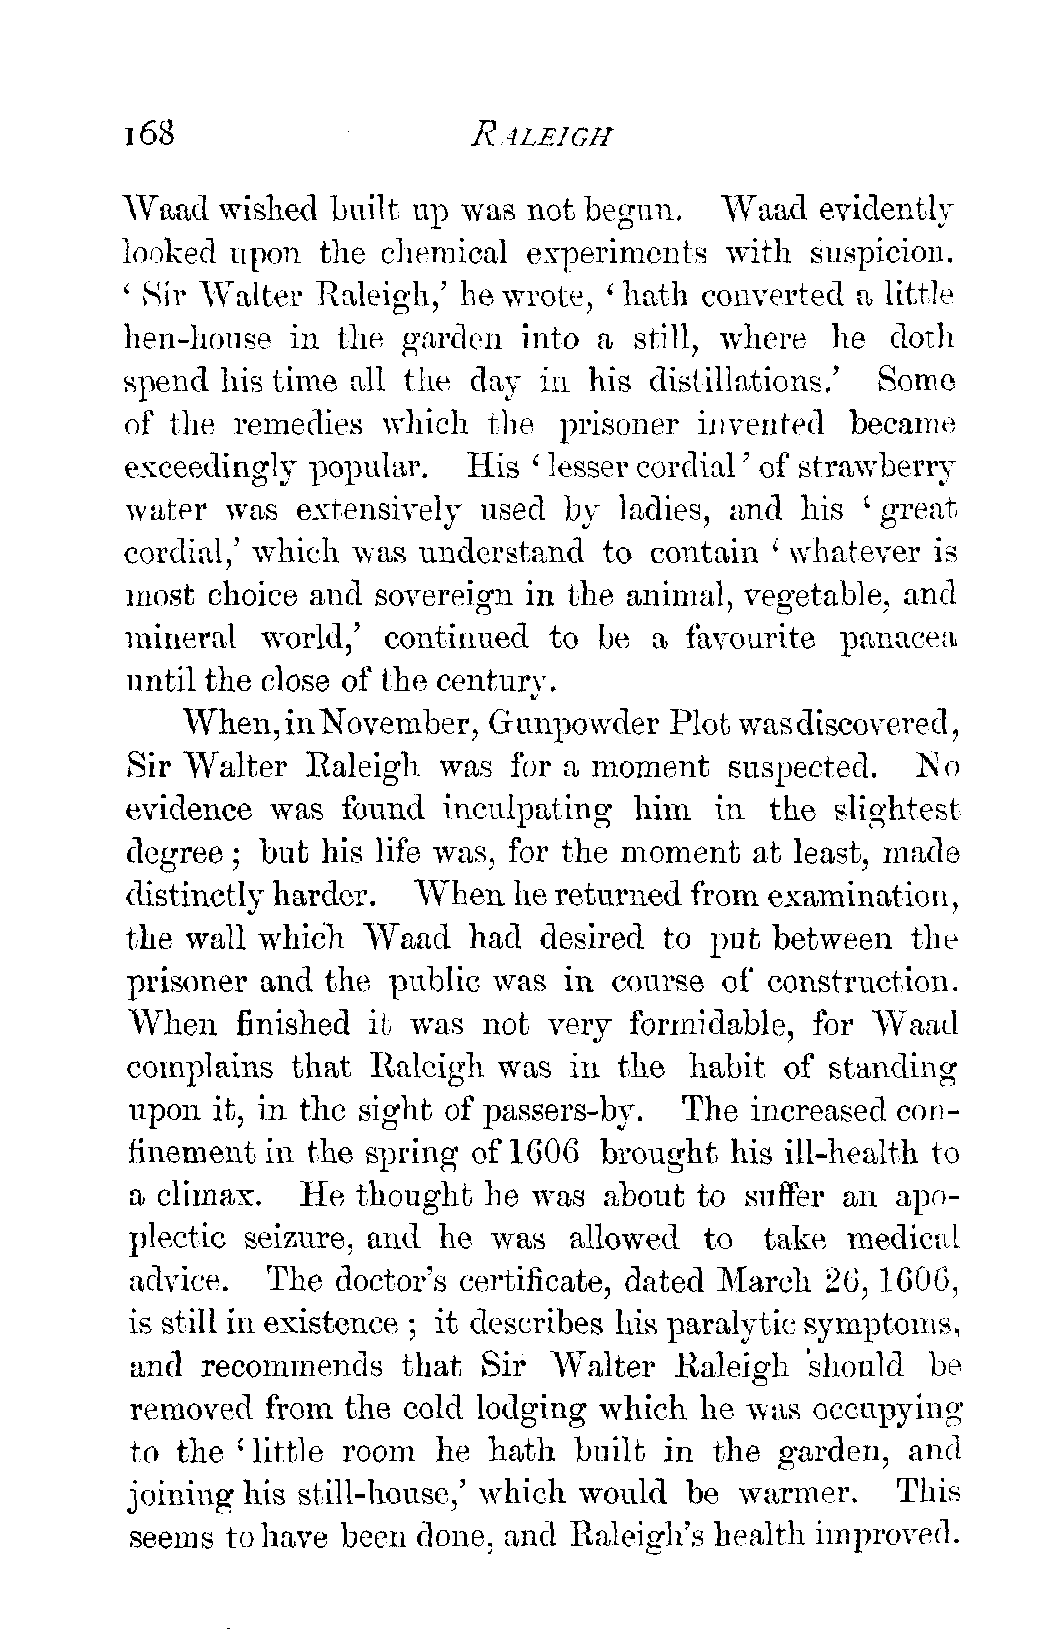 168 RALEIGH
Waad wished built up was not begun. Waad evidently
looked upon the chemical experiments with suspicion.
‘ Sir Walter Raleigh,’ he wrote, ‘ hath converted a little
hen-house in the garden into a still, where he doth
spend his time all the day in his distillations.’ Some
of the remedies which the prisoner invented became
exceedingly popular. His ‘ lesser cordial ’ of strawberry
water was extensively used by ladies, and his ‘ great
cordial,’ which was understand to contain ‘ whatever is
most choice and sovereign in the animal, vegetable, and
mineral world,’ continued to be a favourite panacea
until the close of the century.
When, in November, Gunpowder Plot was discovered,
Sir Walter Raleigh was for a moment suspected. No
evidence was found inculpating him in the slightest
degree ; but his life was, for the moment at least, made
distinctly harder. When he returned from examination,
the wall which Waad had desired to put between the
prisoner and the public was in course of construction.
When finished it was not very formidable, for Waad
complains that Raleigh was in the habit of standing
upon it, in the sight of passers-by. The increased con-
finement in the spring of 1606 brought his ill-health to
a climax. He thought he was about to suffer an apo-
plectic seizure, and he was allowed to take medical
advice. The doctor’s certificate, dated March 26, 1606,
is still in existence ; it describes his paralytic symptoms,
and recommends that Sir Walter Raleigh should be
removed from the cold lodging which he was occupying
to the ‘ little room he hath built in the garden, and
joining his still-house,’ which would be warmer. This
seems to have been done, and Raleigh’s health improved.